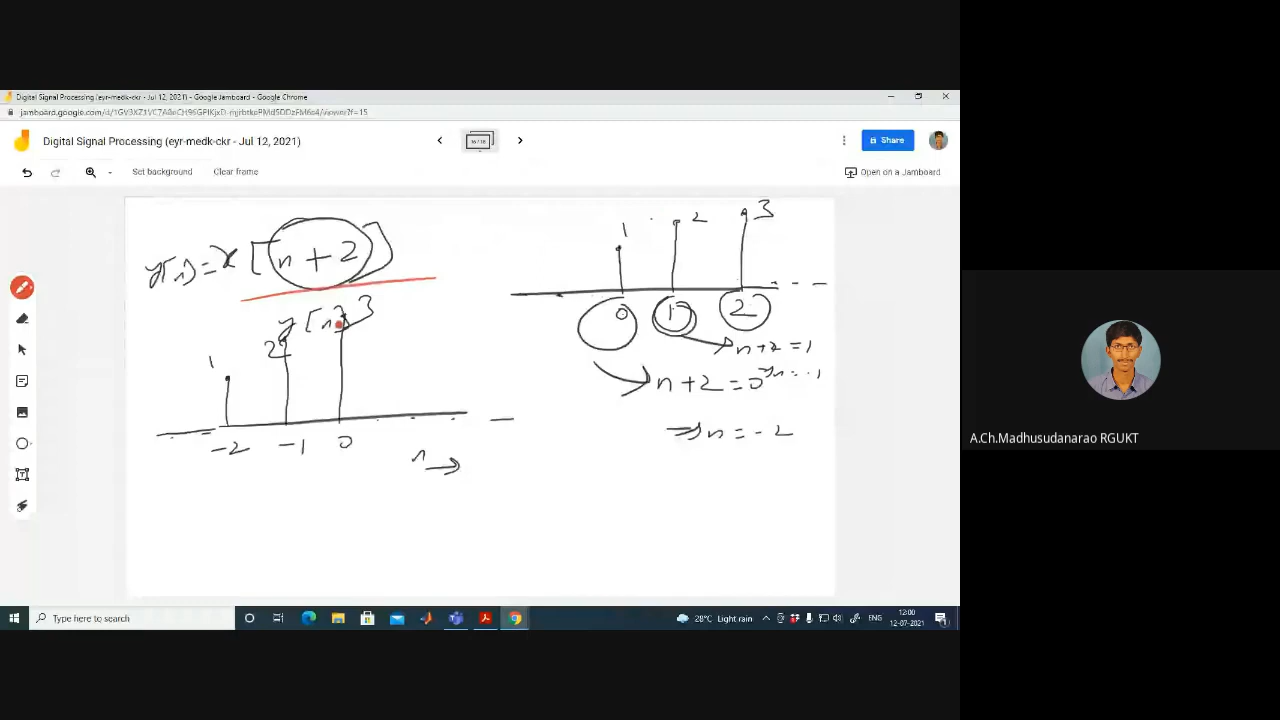 Digital Signal Processing (eyr-medk-ckr - Jul 12, 2021) - Google Jamboard - Google Chrome
Digital Signal Processing (eyr-medk-ckr - Jul 12, 2021)
16 / 18
Share
Set background
Clear frame
Open on a Jamboard
y[n] = x [n + 2]
1 2 3
0 1 2
n+2 = 1
⇒ n = -1
n+2 = 0
⇒ n = -2
y[n]
1 2 3
-2 -1 0
n →
A.Ch.Madhusudanarao RGUKT
Type here to search
28°C Light rain
ENG
12:00
12-07-2021